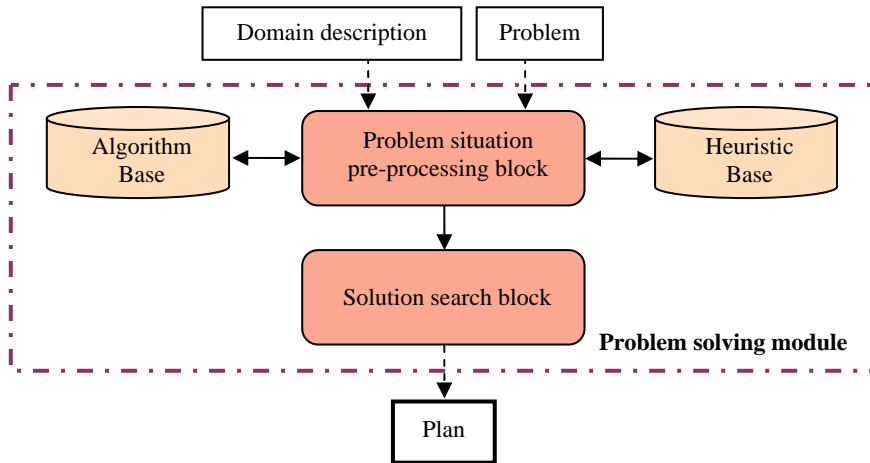 Domain description
Problem
Algorithm
Base
Problem situation
pre-processing block
Heuristic
Base
Solution search block
Problem solving module
Plan